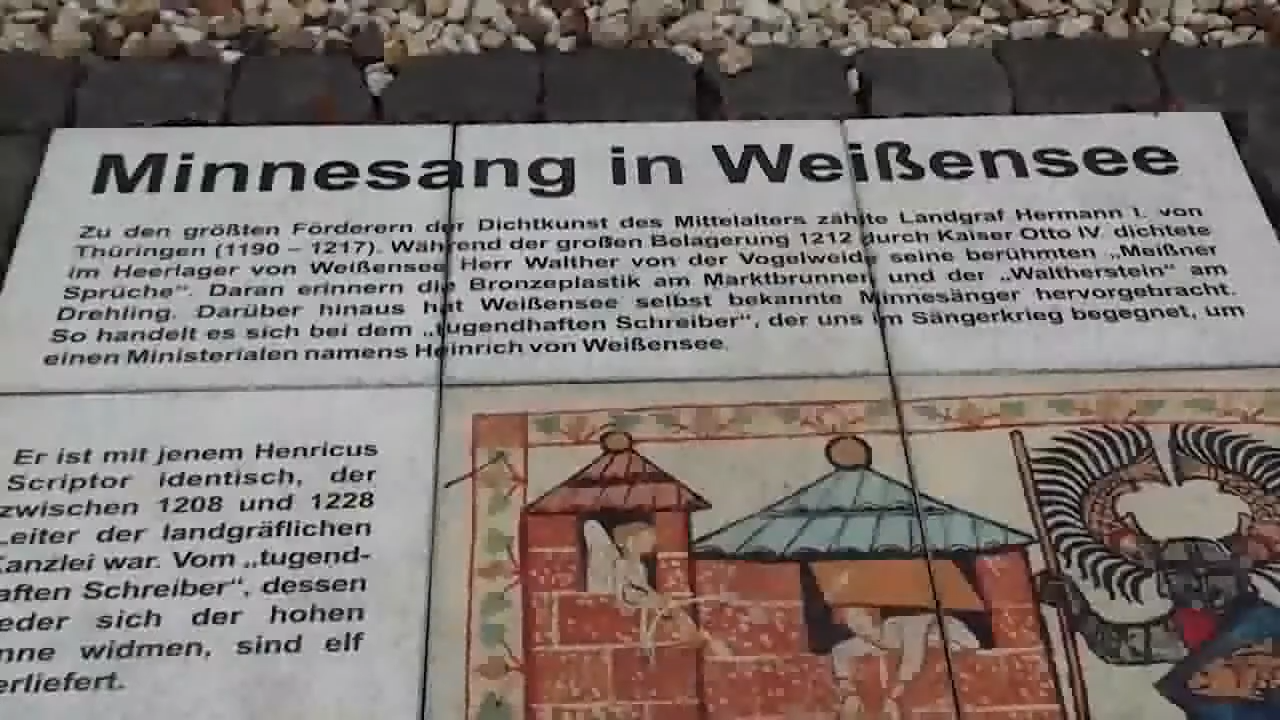 Minnesang in Weißensee
Zu den größten Förderern der Dichtkunst des Mittelalters zählte Landgraf Hermann I. von
Thüringen (1190 – 1217). Während der großen Belagerung 1212 durch Kaiser Otto IV. dichtete
im Heerlager von Weißensee Herr Walther von der Vogelweide seine berühmten „Meißner
Sprüche“. Daran erinnern die Bronzeplastik am Marktbrunnen und der „Waltherstein“ am
Drehling. Darüber hinaus hat Weißensee selbst bekannte Minnesänger hervorgebracht.
So handelt es sich bei dem „tugendhaften Schreiber“, der uns im Sängerkrieg begegnet, um
einen Ministerialen namens Heinrich von Weißensee.
Er ist mit jenem Henricus
Scriptor identisch, der
zwischen 1208 und 1228
Leiter der landgräflichen
Kanzlei war. Vom „tugend-
aften Schreiber“, dessen
eder sich der hohen
nne widmen, sind elf
erliefert.